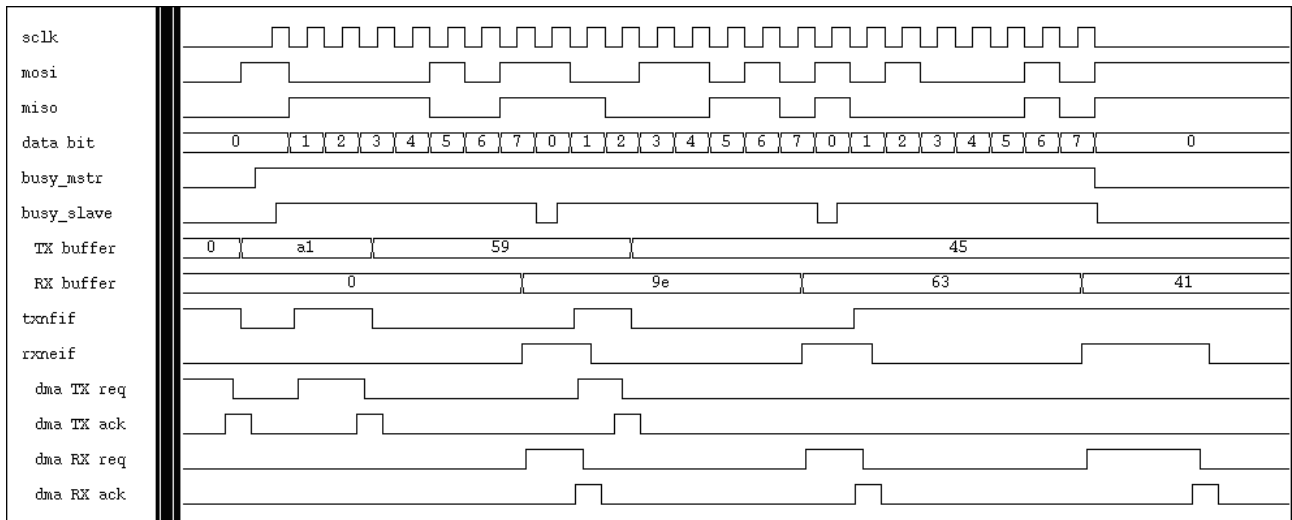 sclk
mosi
miso
data bit 0 1 2 3 4 5 6 7 0 1 2 3 4 5 6 7 0 1 2 3 4 5 6 7 0
busy_mstr
busy_slave
TX buffer 0 a1 59 45
RX buffer 0 9e 63 41
txnfif
rxneif
dma TX req
dma TX ack
dma RX req
dma RX ack